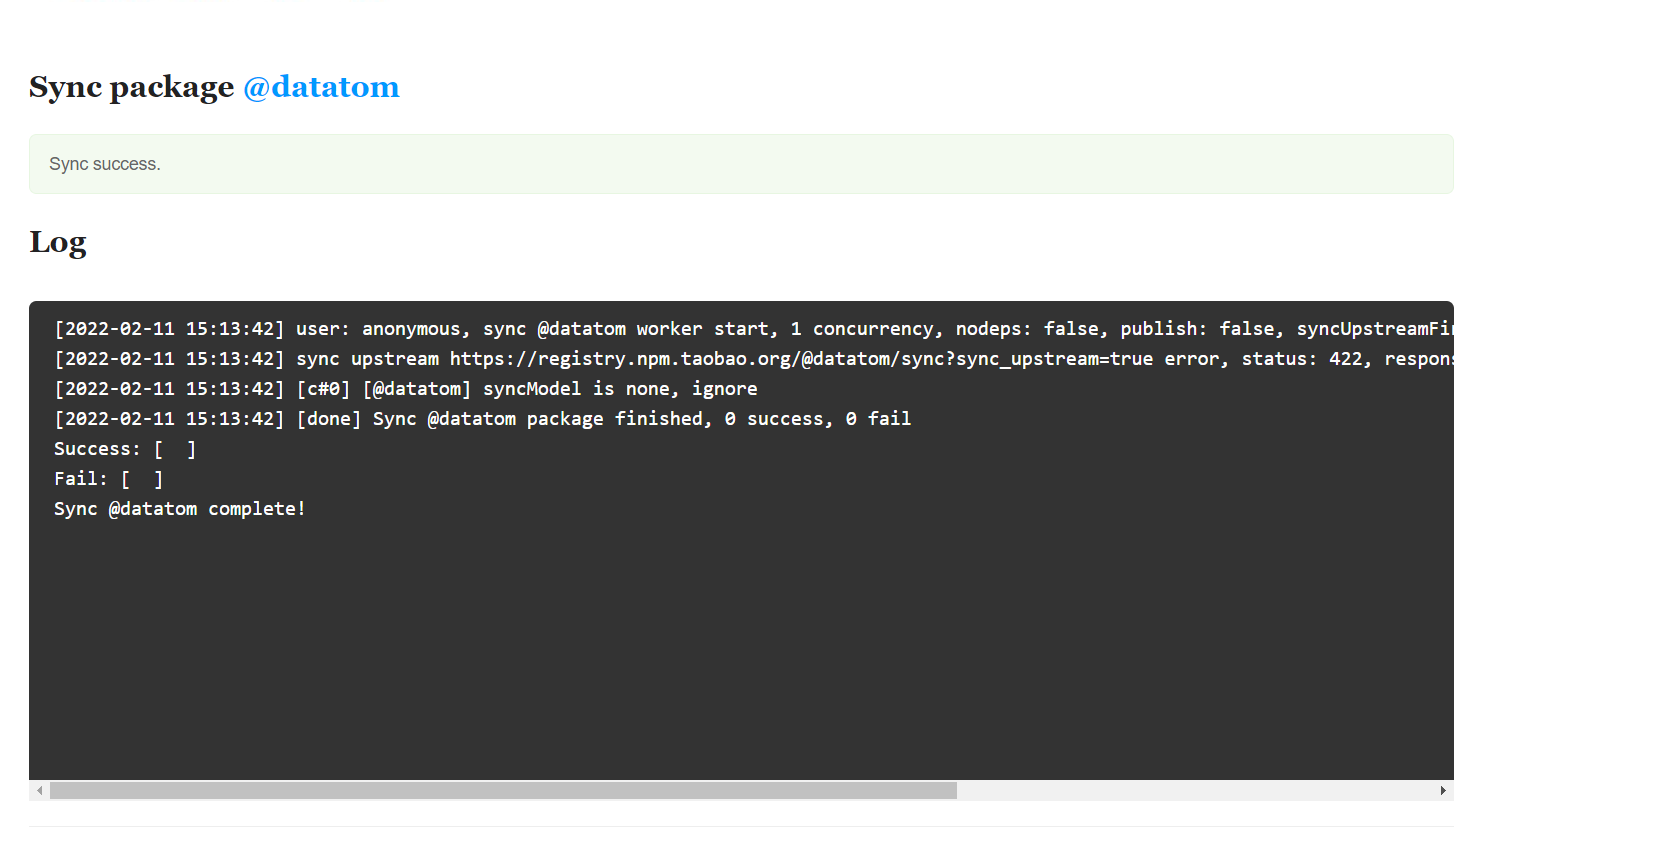 Sync package @datatom
Sync success.
Log
[2022-02-11 15:13:42] user: anonymous, sync @datatom worker start, 1 concurrency, nodeps: false, publish: false, syncUpstreamFi
[2022-02-11 15:13:42] sync upstream https://registry.npm.taobao.org/@datatom/sync?sync_upstream=true error, status: 422, respons
[2022-02-11 15:13:42] [c#0] [@datatom] syncModel is none, ignore
[2022-02-11 15:13:42] [done] Sync @datatom package finished, 0 success, 0 fail
Success: [  ]
Fail: [  ]
Sync @datatom complete!